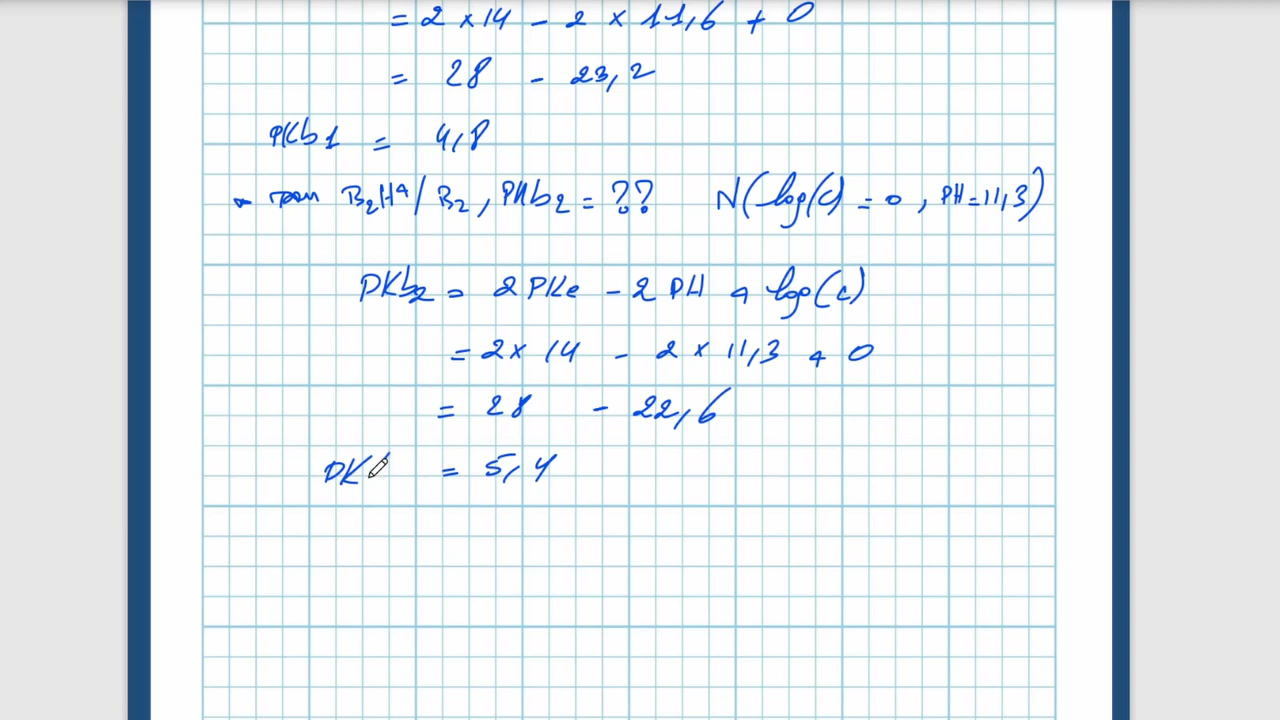 = 2 × 14 - 2 × 11,6 + 0
= 28 - 23,2
PKb1 = 4,8
B₂H⁺/B₂, PKb₂ = ?? N(log(C) = 0, PH = 11,3)
PKb₂ = 2 PKe - 2 PH + log(C)
= 2 × 14 - 2 × 11,3 + 0
= 28 - 22,6
PK = 5,4